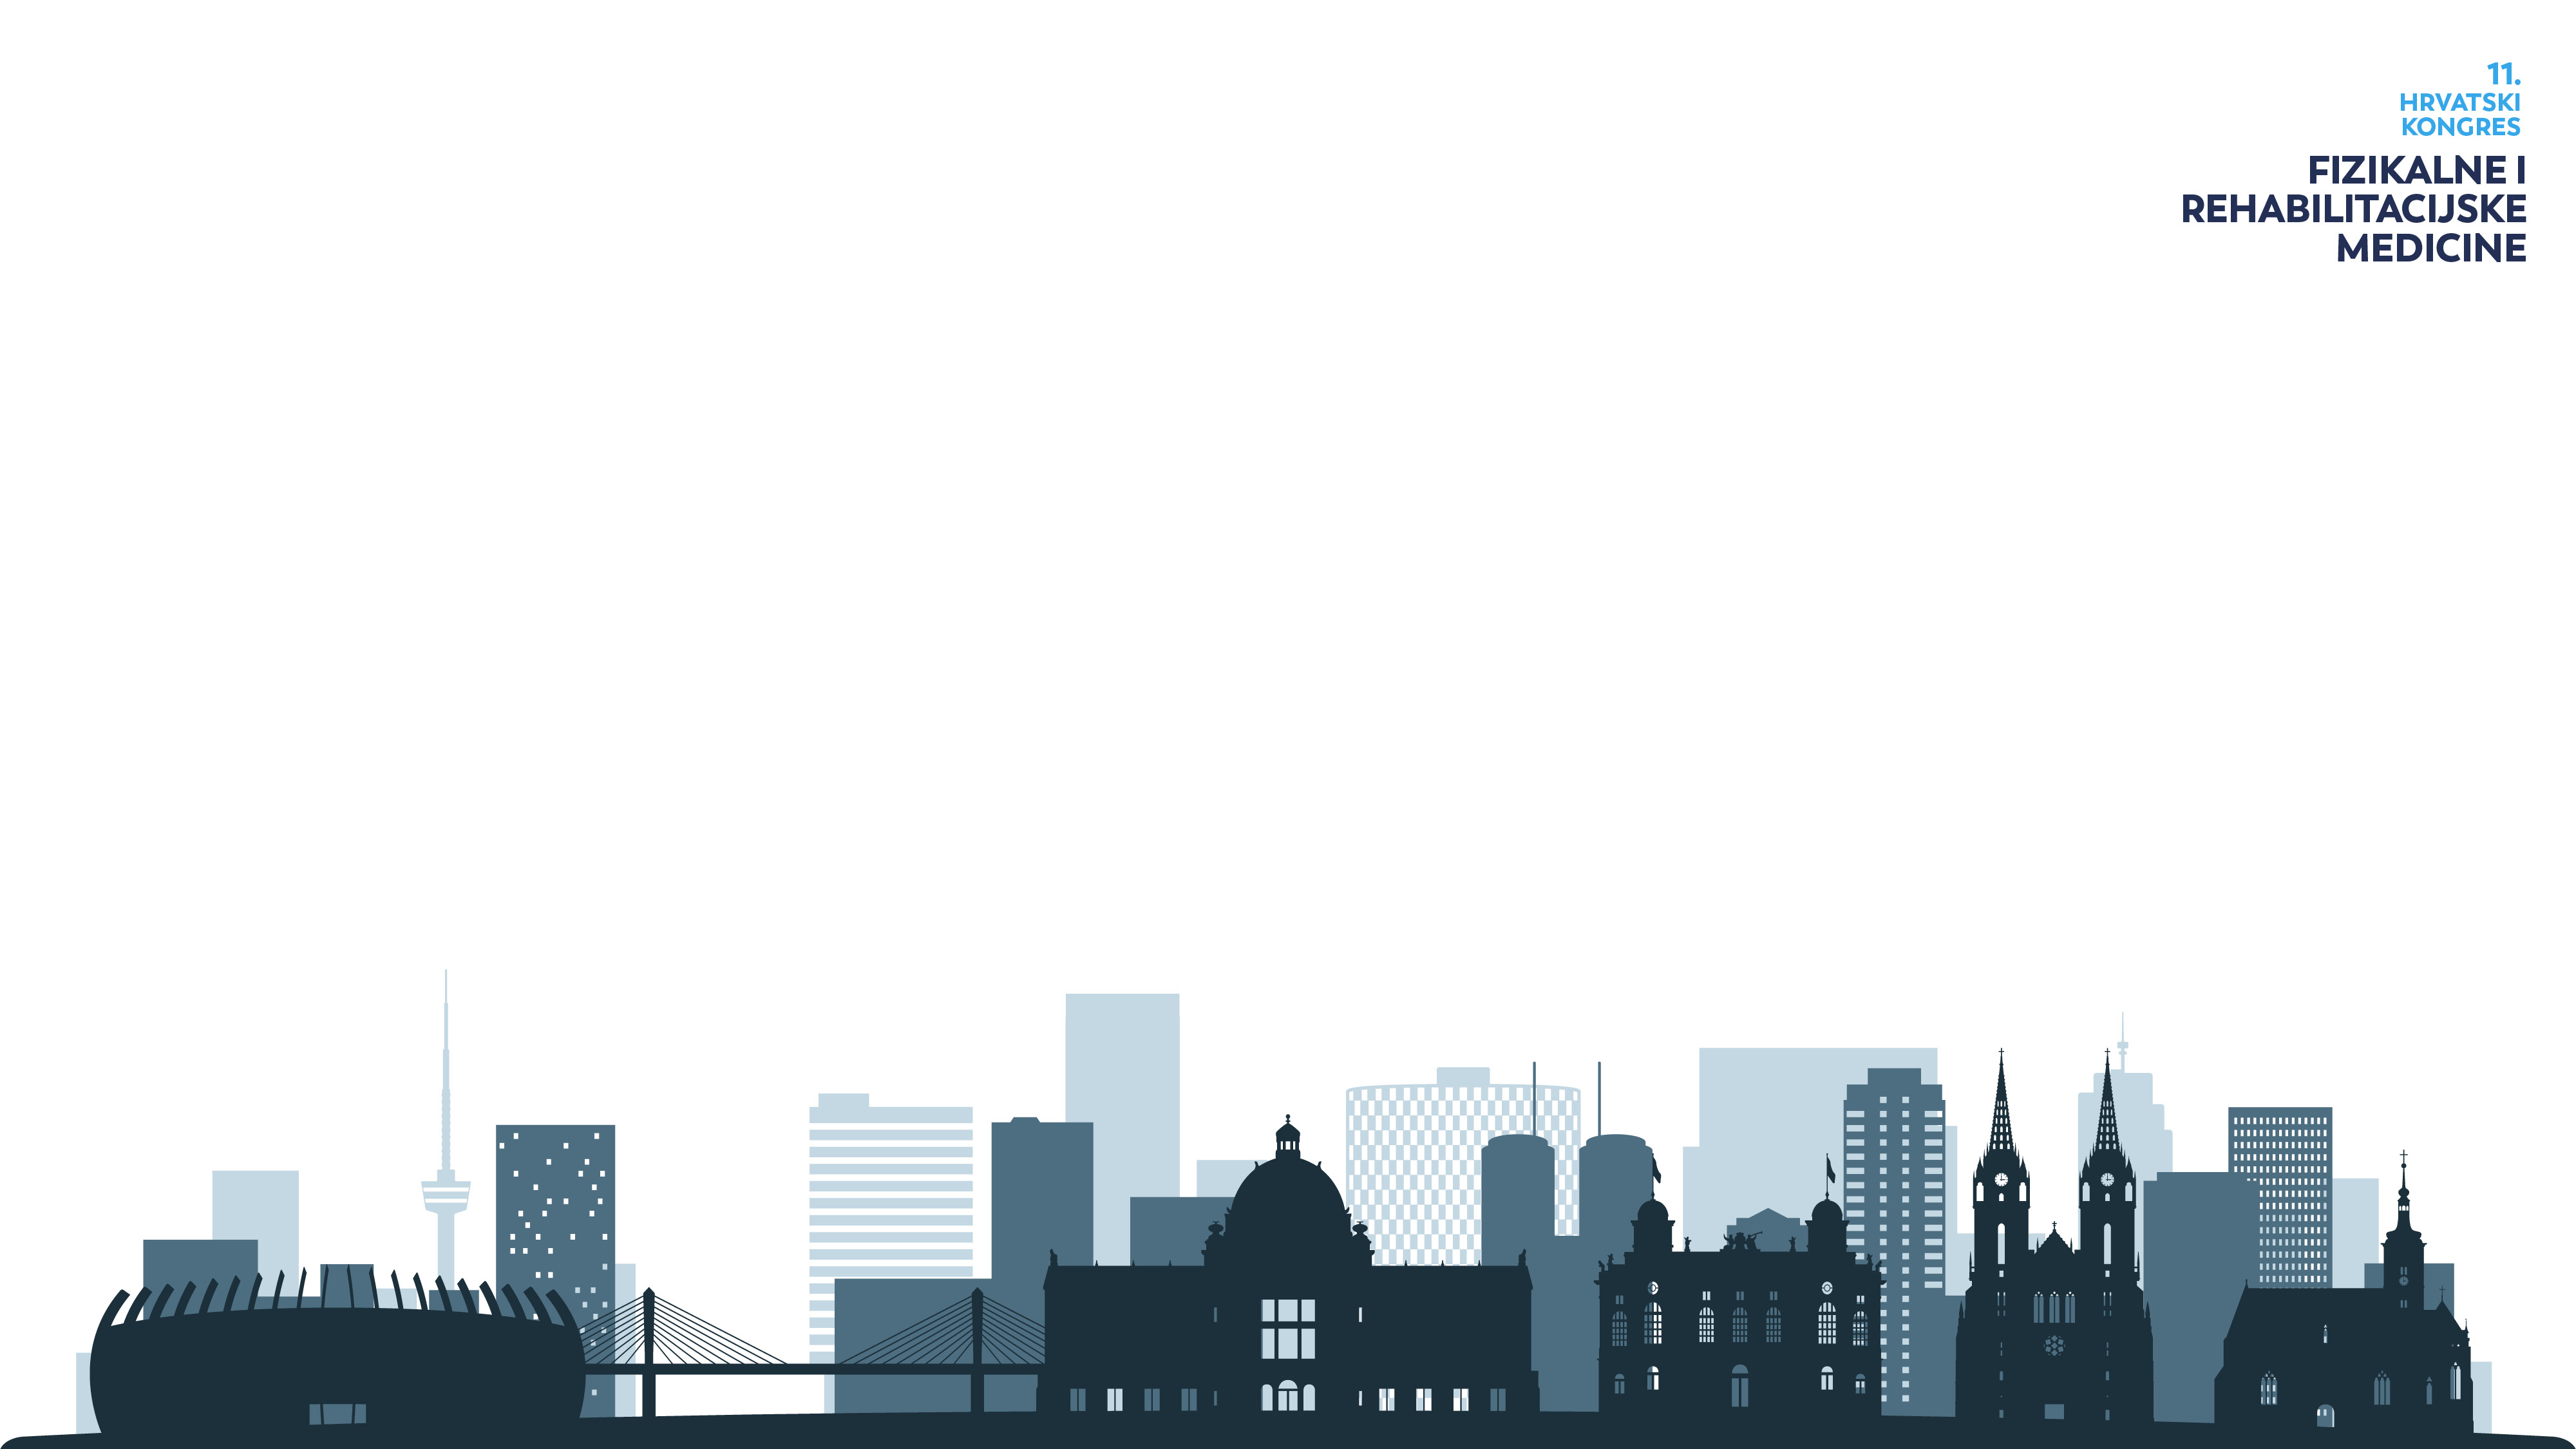 11.
HRVATSKI
KONGRES
FIZIKALNE I
REHABILITACIJSKE
MEDICINE